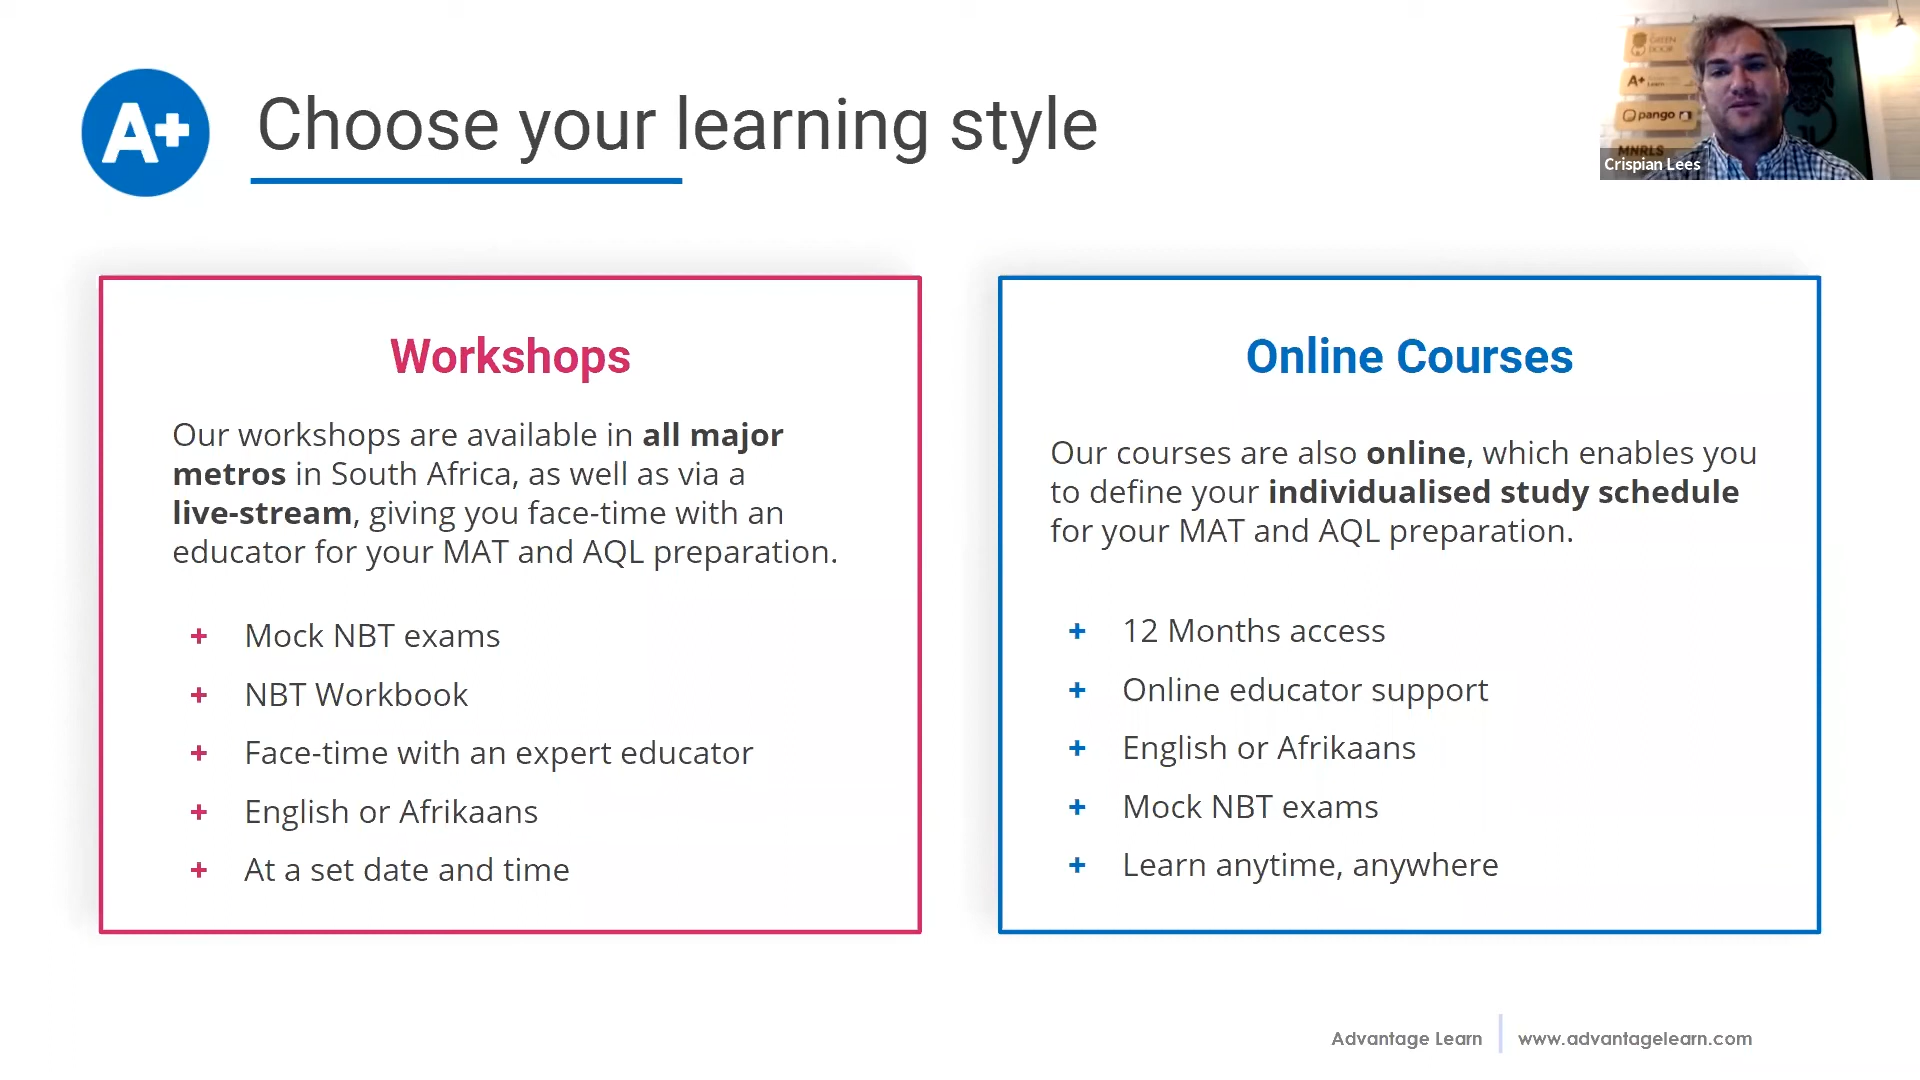 A+
Choose your learning style
GREEN
DOOR
A+
pango
MNRLS
Crispian Lees
Workshops
Our workshops are available in all major
metros in South Africa, as well as via a
live-stream, giving you face-time with an
educator for your MAT and AQL preparation.
+ Mock NBT exams
+ NBT Workbook
+ Face-time with an expert educator
+ English or Afrikaans
+ At a set date and time
Online Courses
Our courses are also online, which enables you
to define your individualised study schedule
for your MAT and AQL preparation.
+ 12 Months access
+ Online educator support
+ English or Afrikaans
+ Mock NBT exams
+ Learn anytime, anywhere
Advantage Learn | www.advantagelearn.com